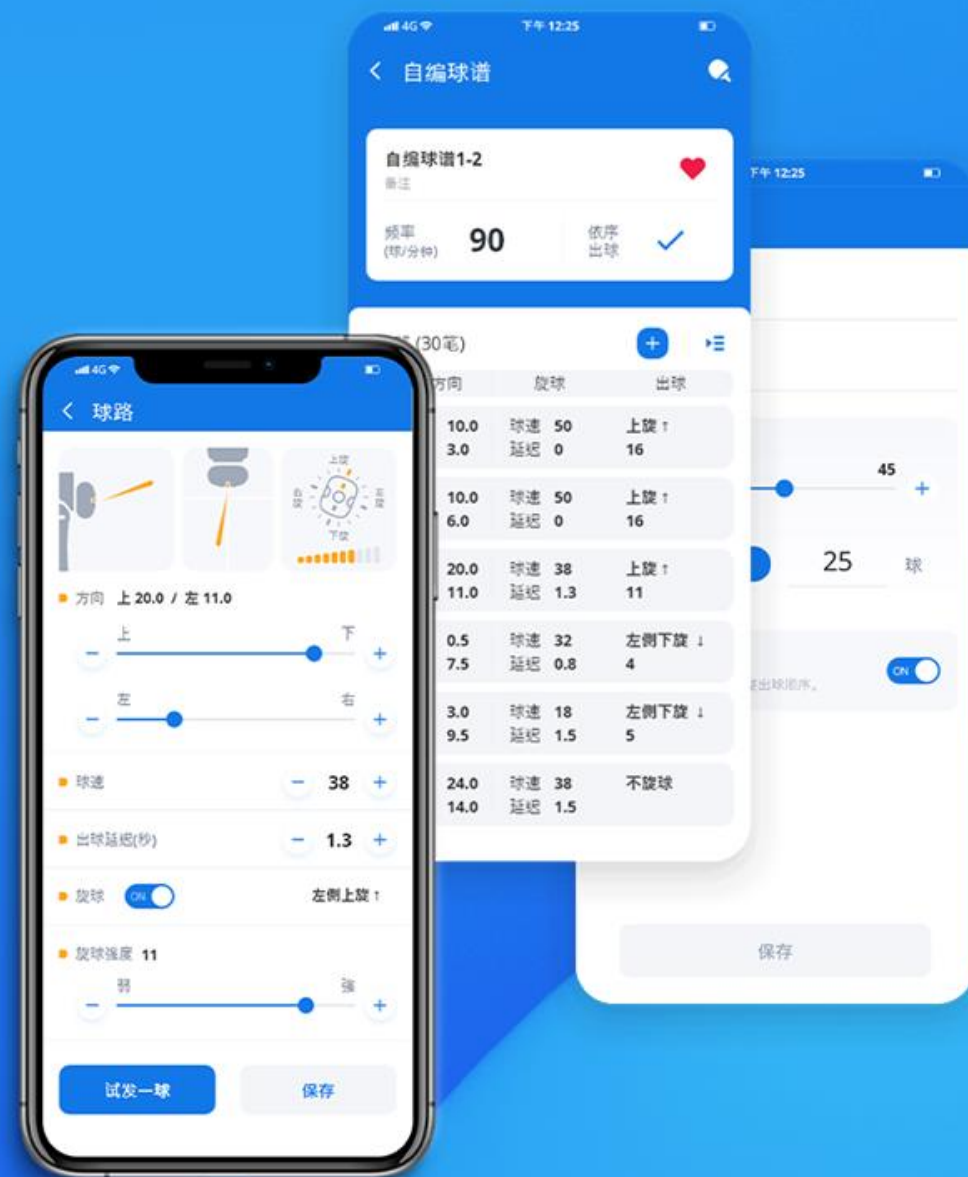 4G
下午 12:25
自编球谱
自编球谱1-2
备注
频率
(球/分钟)
90
依序
出球
(30笔)
方向
旋球
出球
10.0 球速 50 上旋↑
3.0 延迟 0 16
10.0 球速 50 上旋↑
6.0 延迟 0 16
20.0 球速 38 上旋↑
11.0 延迟 1.3 11
0.5 球速 32 左侧下旋 ↓
7.5 延迟 0.8 4
3.0 球速 18 左侧下旋 ↓
9.5 延迟 1.5 5
24.0 球速 38 不旋球
14.0 延迟 1.5
4G
球路
上旋
右旋
左旋
下旋
方向 上 20.0 / 左 11.0
上 下
− +
左 右
− +
球速 − 38 +
出球延迟(秒) − 1.3 +
旋球 ON 左侧上旋↑
旋球强度 11
弱 強
− +
试发一球
保存
下午 12:25
45
+
25 球
出球顺序。
ON
保存